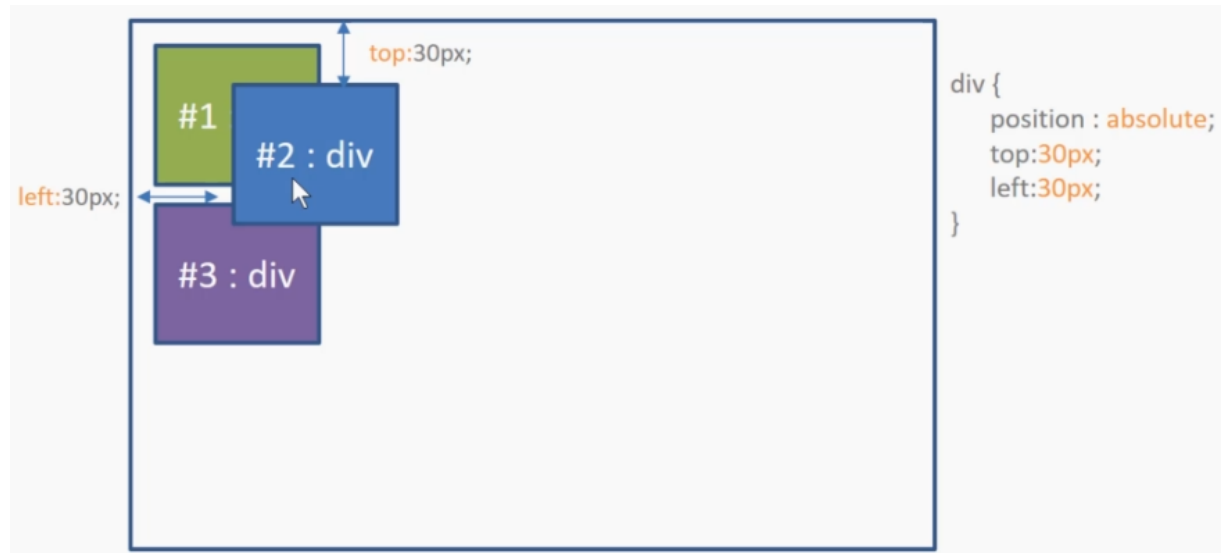 top:30px;
#1
#2 : div
left:30px;
#3 : div
div {
position : absolute;
top:30px;
left:30px;
}